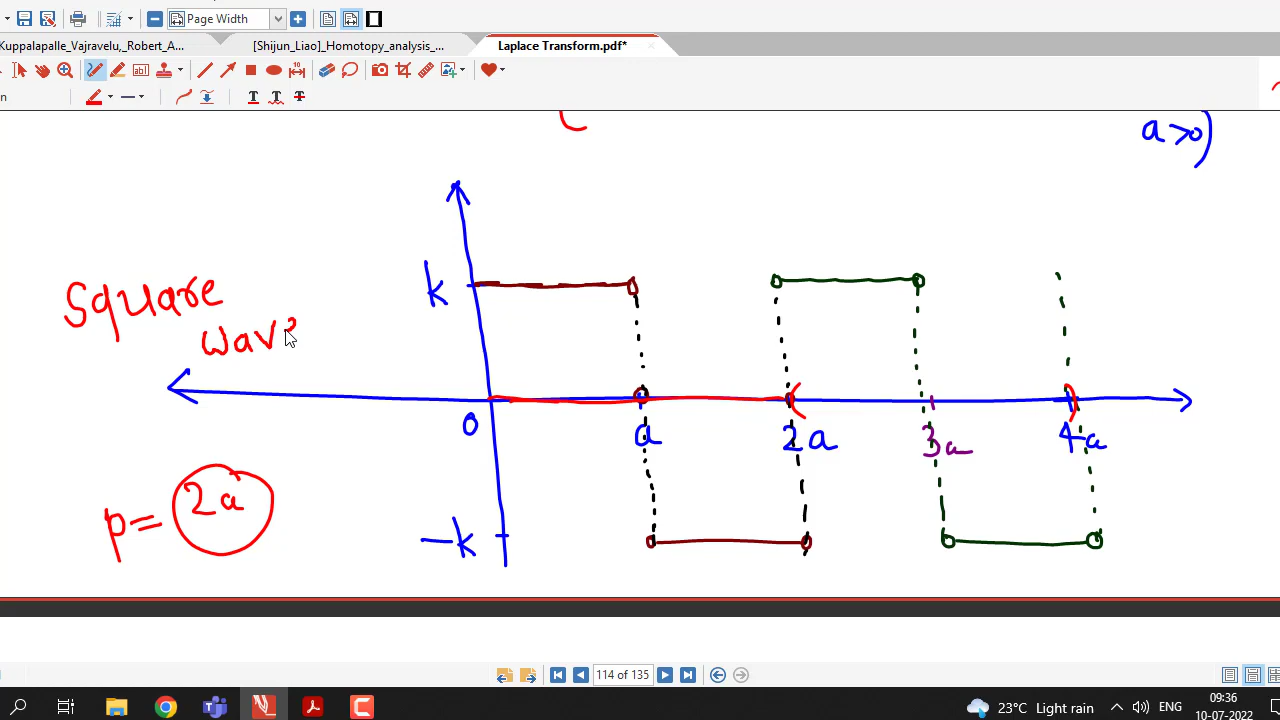 Page Width
Kuppalapalle_Vajravelu,_Robert_A...
[Shijun_Liao]_Homotopy_analysis_...
Laplace Transform.pdf*
n
a>0)
k
Square
wav
0
a
2a
3a
4a
p= 2a
-k
114 of 135
23°C Light rain
ENG
09:36
10-07-2022